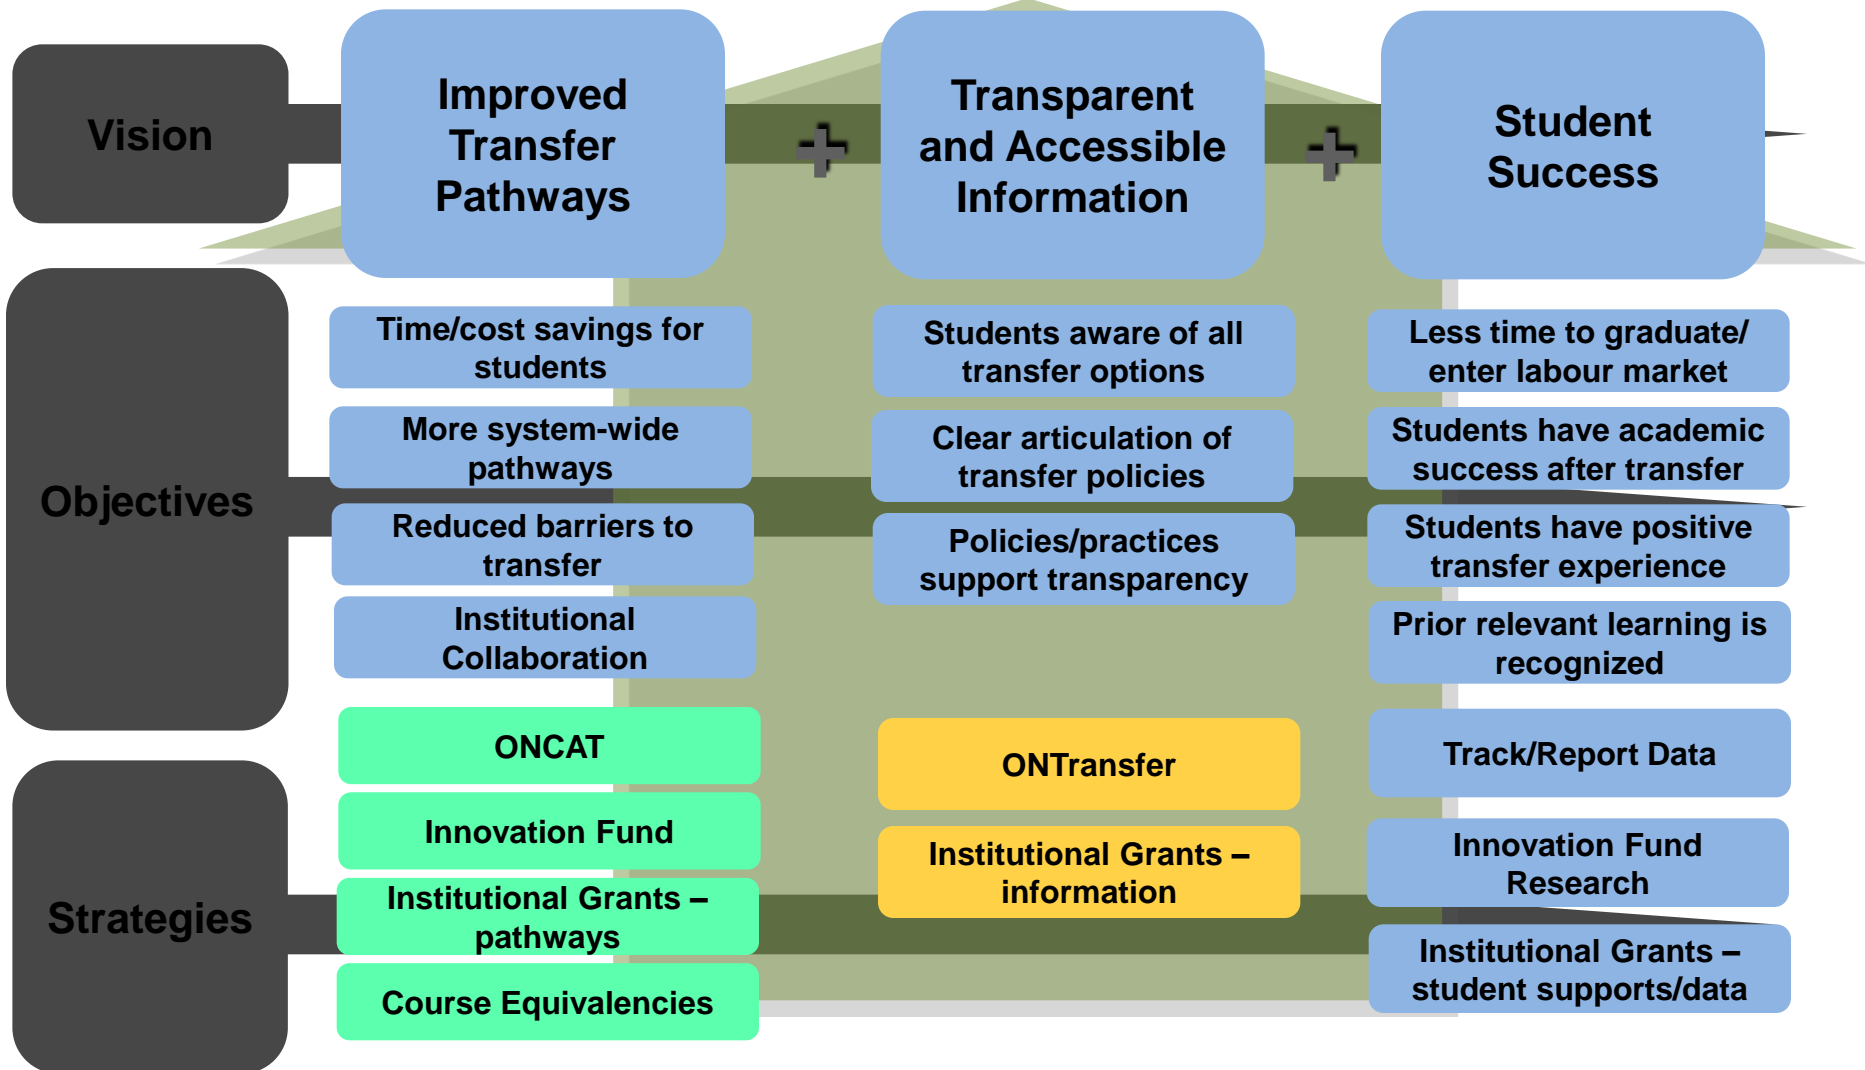 Vision
Improved
Transfer
Pathways
+
Transparent
and Accessible
Information
+
Student
Success
Objectives
Time/cost savings for
students
More system-wide
pathways
Reduced barriers to
transfer
Institutional
Collaboration
Students aware of all
transfer options
Clear articulation of
transfer policies
Policies/practices
support transparency
Less time to graduate/
enter labour market
Students have academic
success after transfer
Students have positive
transfer experience
Prior relevant learning is
recognized
Strategies
ONCAT
Innovation Fund
Institutional Grants –
pathways
Course Equivalencies
ONTransfer
Institutional Grants –
information
Track/Report Data
Innovation Fund
Research
Institutional Grants –
student supports/data